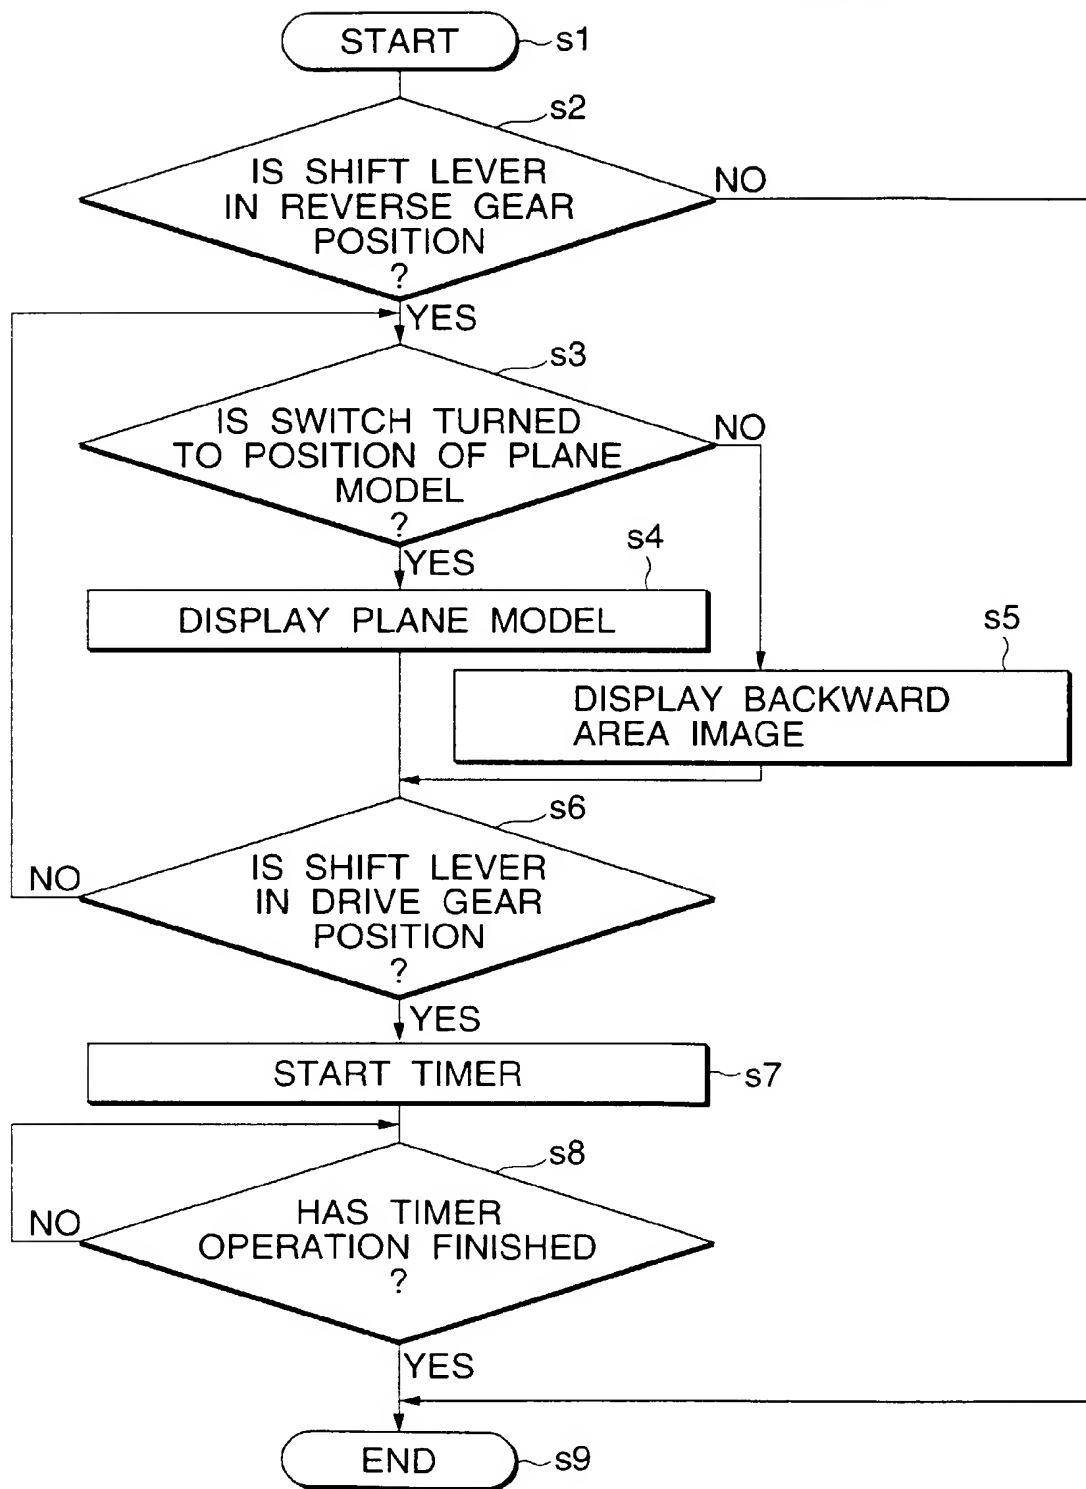 START
s1
s2
IS SHIFT LEVER
IN REVERSE GEAR
POSITION
?
NO
YES
s3
IS SWITCH TURNED
TO POSITION OF PLANE
MODEL
?
NO
YES
s4
DISPLAY PLANE MODEL
s5
DISPLAY BACKWARD
AREA IMAGE
s6
IS SHIFT LEVER
IN DRIVE GEAR
POSITION
?
NO
YES
START TIMER
s7
s8
HAS TIMER
OPERATION FINISHED
?
NO
YES
END
s9